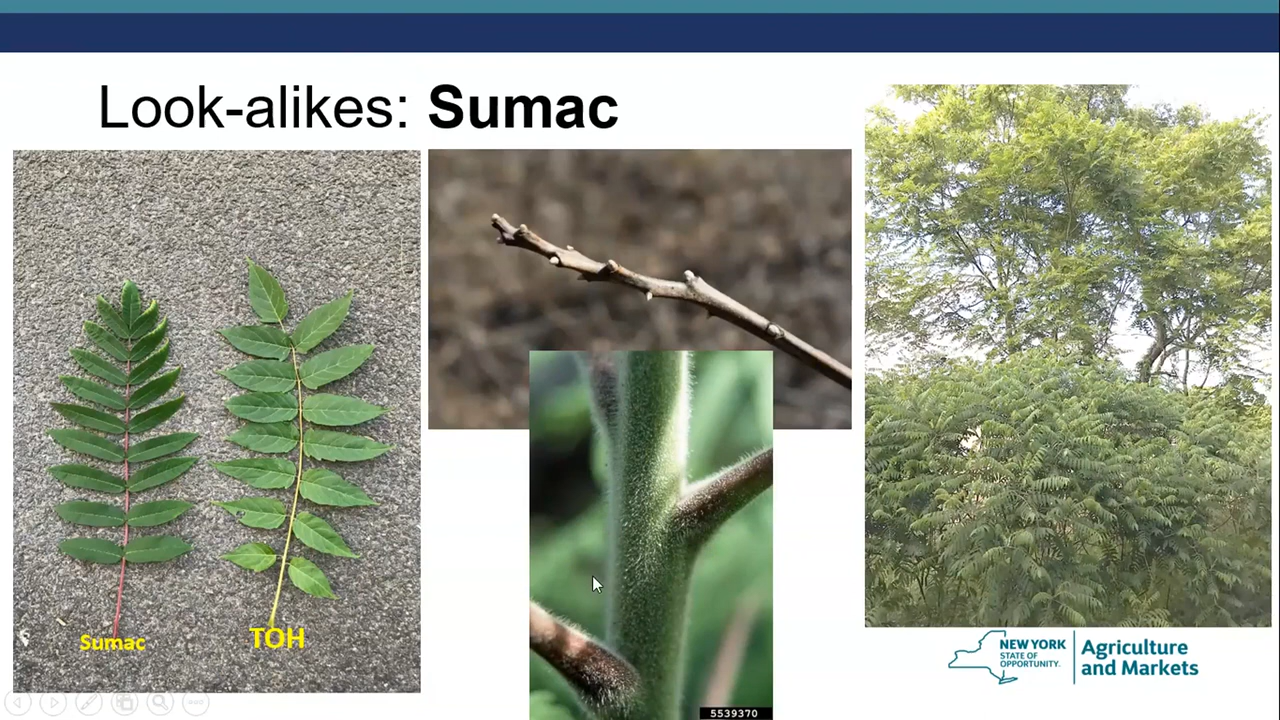 Look-alikes: Sumac
Sumac
TOH
5539370
NEW YORK
STATE OF
OPPORTUNITY.
Agriculture
and Markets